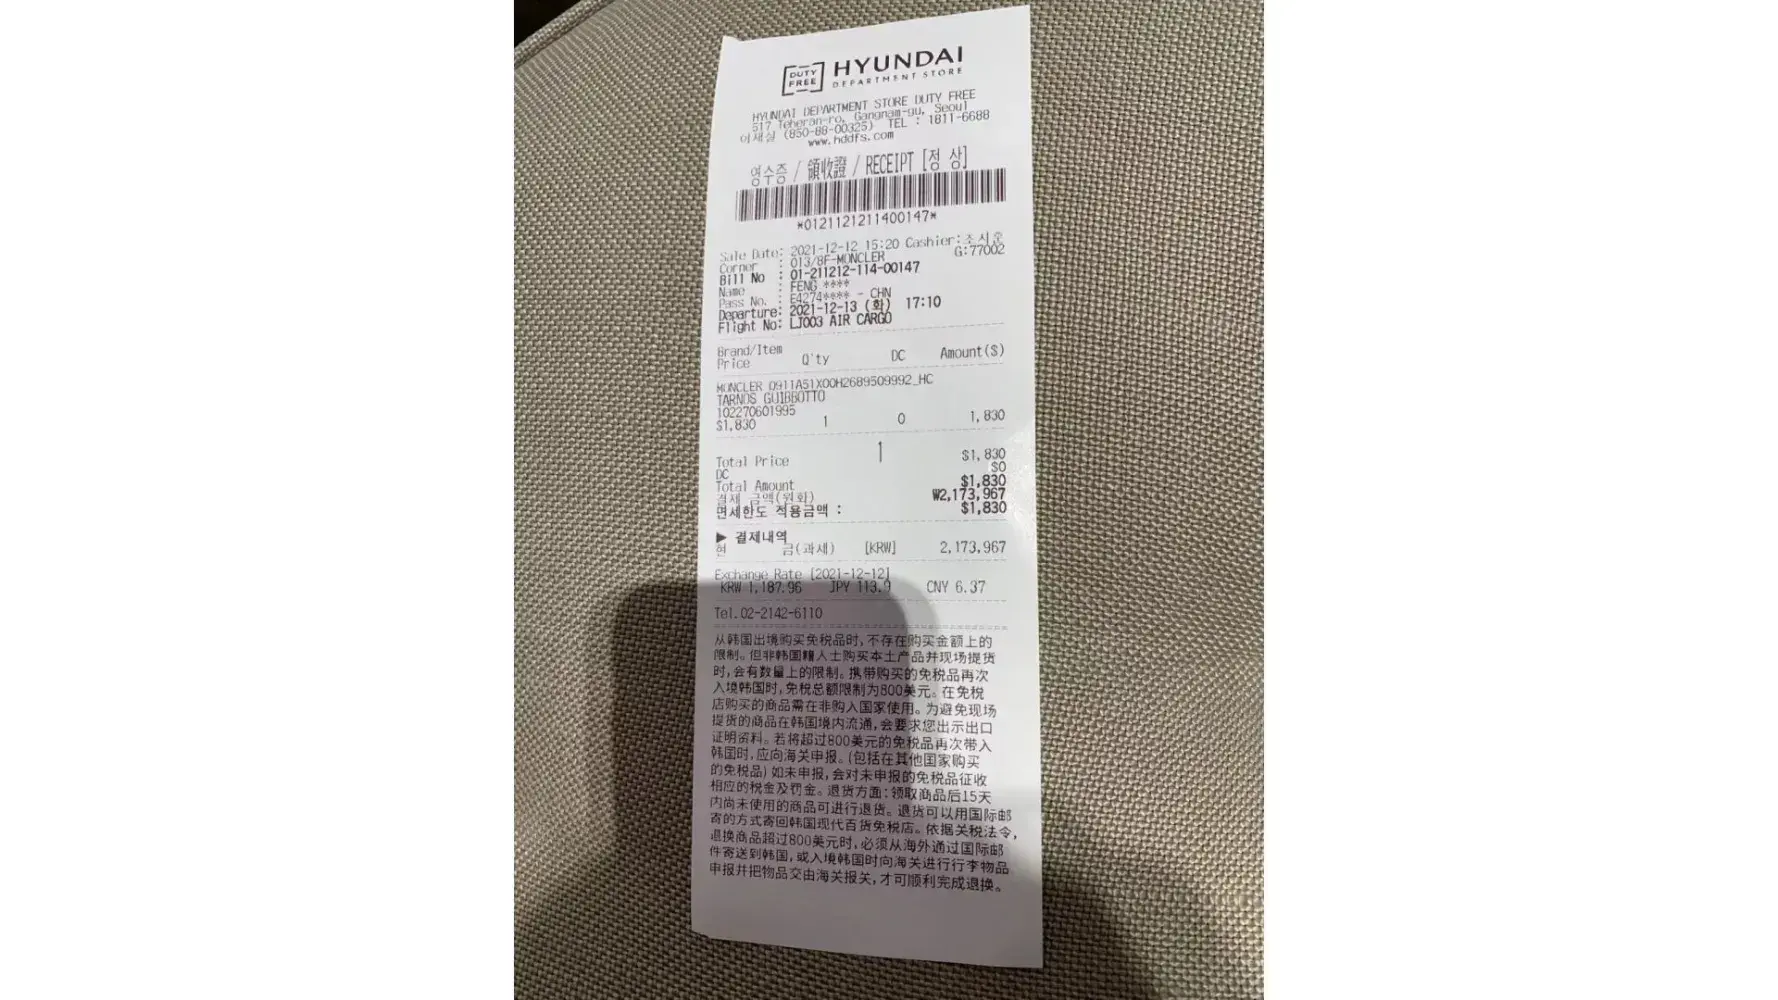 DUTY FREE HYUNDAI
DEPARTMENT STORE
HYUNDAI DEPARTMENT STORE DUTY FREE
517 Teheran-ro, Gangnam-gu, Seoul
이재실 (850-88-00325) TEL : 1811-6688
www.hddfs.com
영수증 / 領收證 / RECEIPT [정 상]
*0121121211400147*
Sale Date: 2021-12-12 15:20 Cashier:조시훈
Corner : 013/8F-MONCLER G:77002
Bill No : 01-211212-114-00147
Name : FENG ****
Pass No. : E4274**** - CHN
Departure: 2021-12-13 (화) 17:10
Flight No: LJ003 AIR CARGO
Brand/Item
Price Q'ty DC Amount($)
MONCLER 0911A51X00H2689509992_HC
TARNOS GUIBBOTTO
102270601995
$1,830 1 0 1,830
Total Price 1 $1,830
DC $0
Total Amount $1,830
결제 금액(원화) ₩2,173,967
면세한도 적용금액 : $1,830
▶ 결제내역
현 금(과세) [KRW] 2,173,967
Exchange Rate [2021-12-12]
KRW 1,187.96 JPY 113.9 CNY 6.37
Tel.02-2142-6110
从韩国出境购买免税品时,不存在购买金额上的
限制。但非韩国籍人士购买本土产品并现场提货
时,会有数量上的限制。携带购买的免税品再次
入境韩国时,免税总额限制为800美元。在免税
店购买的商品需在非购入国家使用。为避免现场
提货的商品在韩国境内流通,会要求您出示出口
证明资料。若将超过800美元的免税品再次带入
韩国时,应向海关申报。(包括在其他国家购买
的免税品)如未申报,会对未申报的免税品征收
相应的税金及罚金。退货方面:领取商品后15天
内尚未使用的商品可进行退货。退货可以用国际邮
寄的方式寄回韩国现代百货免税店。依据关税法令,
退换商品超过800美元时,必须从海外通过国际邮
件寄送到韩国,或入境韩国时向海关进行行李物品
申报并把物品交由海关报关,才可顺利完成退换。